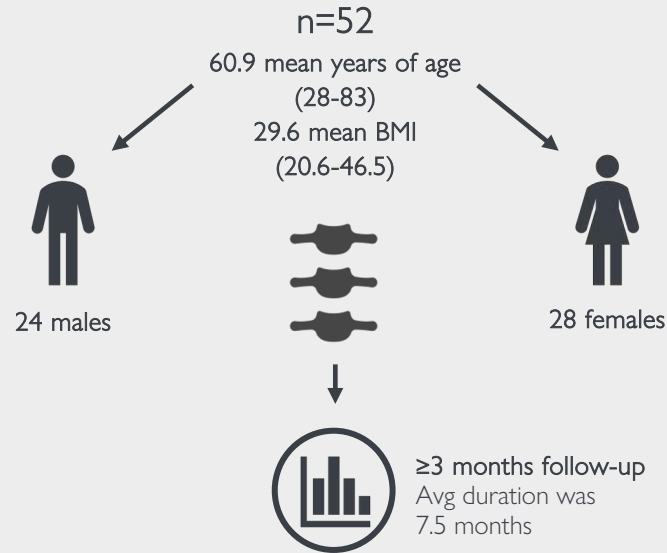 n=52
60.9 mean years of age
(28-83)
29.6 mean BMI
(20.6-46.5)
24 males
28 females
≥3 months follow-up
Avg duration was
7.5 months